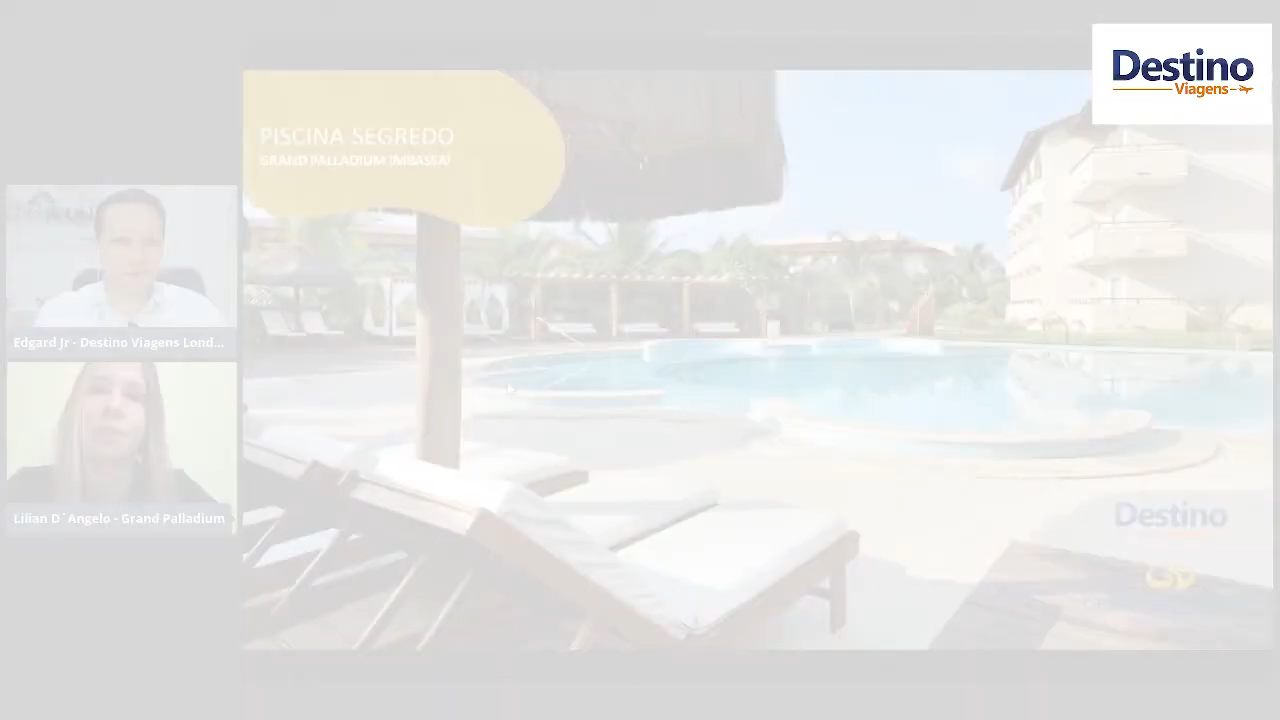 Destino
Viagens
PISCINA SEGREDO
GRAND PALLADIUM IMBASSAÍ
Edgard Jr - Destino Viagens Lond...
Lilian D´Angelo - Grand Palladium
Destino